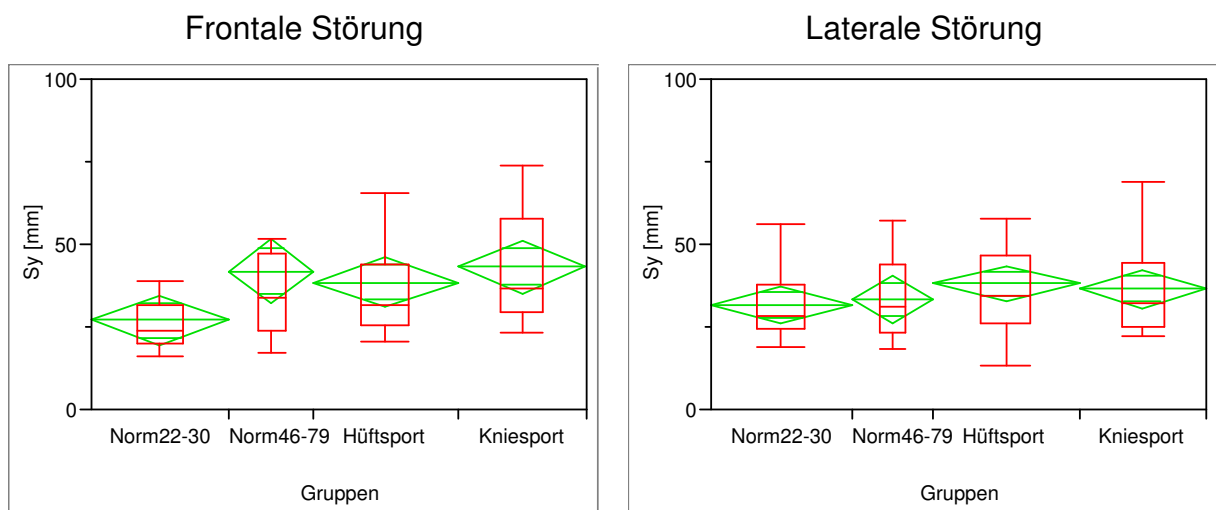 Frontale Störung
100
50
0
Sy [mm]
Norm22-30 Norm46-79 Hüftsport Kniesport
Gruppen
Laterale Störung
100
50
0
Sy [mm]
Norm22-30 Norm46-79 Hüftsport Kniesport
Gruppen